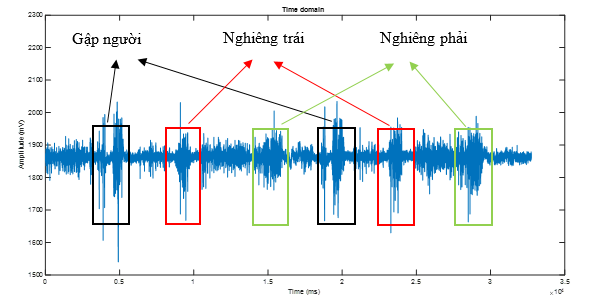 Time domain
Gập người
Nghiêng trái
Nghiêng phải
Amplitude (mV)
2300
2200
2100
2000
1900
1800
1700
1600
1500
0
0.5
1
1.5
2
2.5
3
3.5
Time (ms)